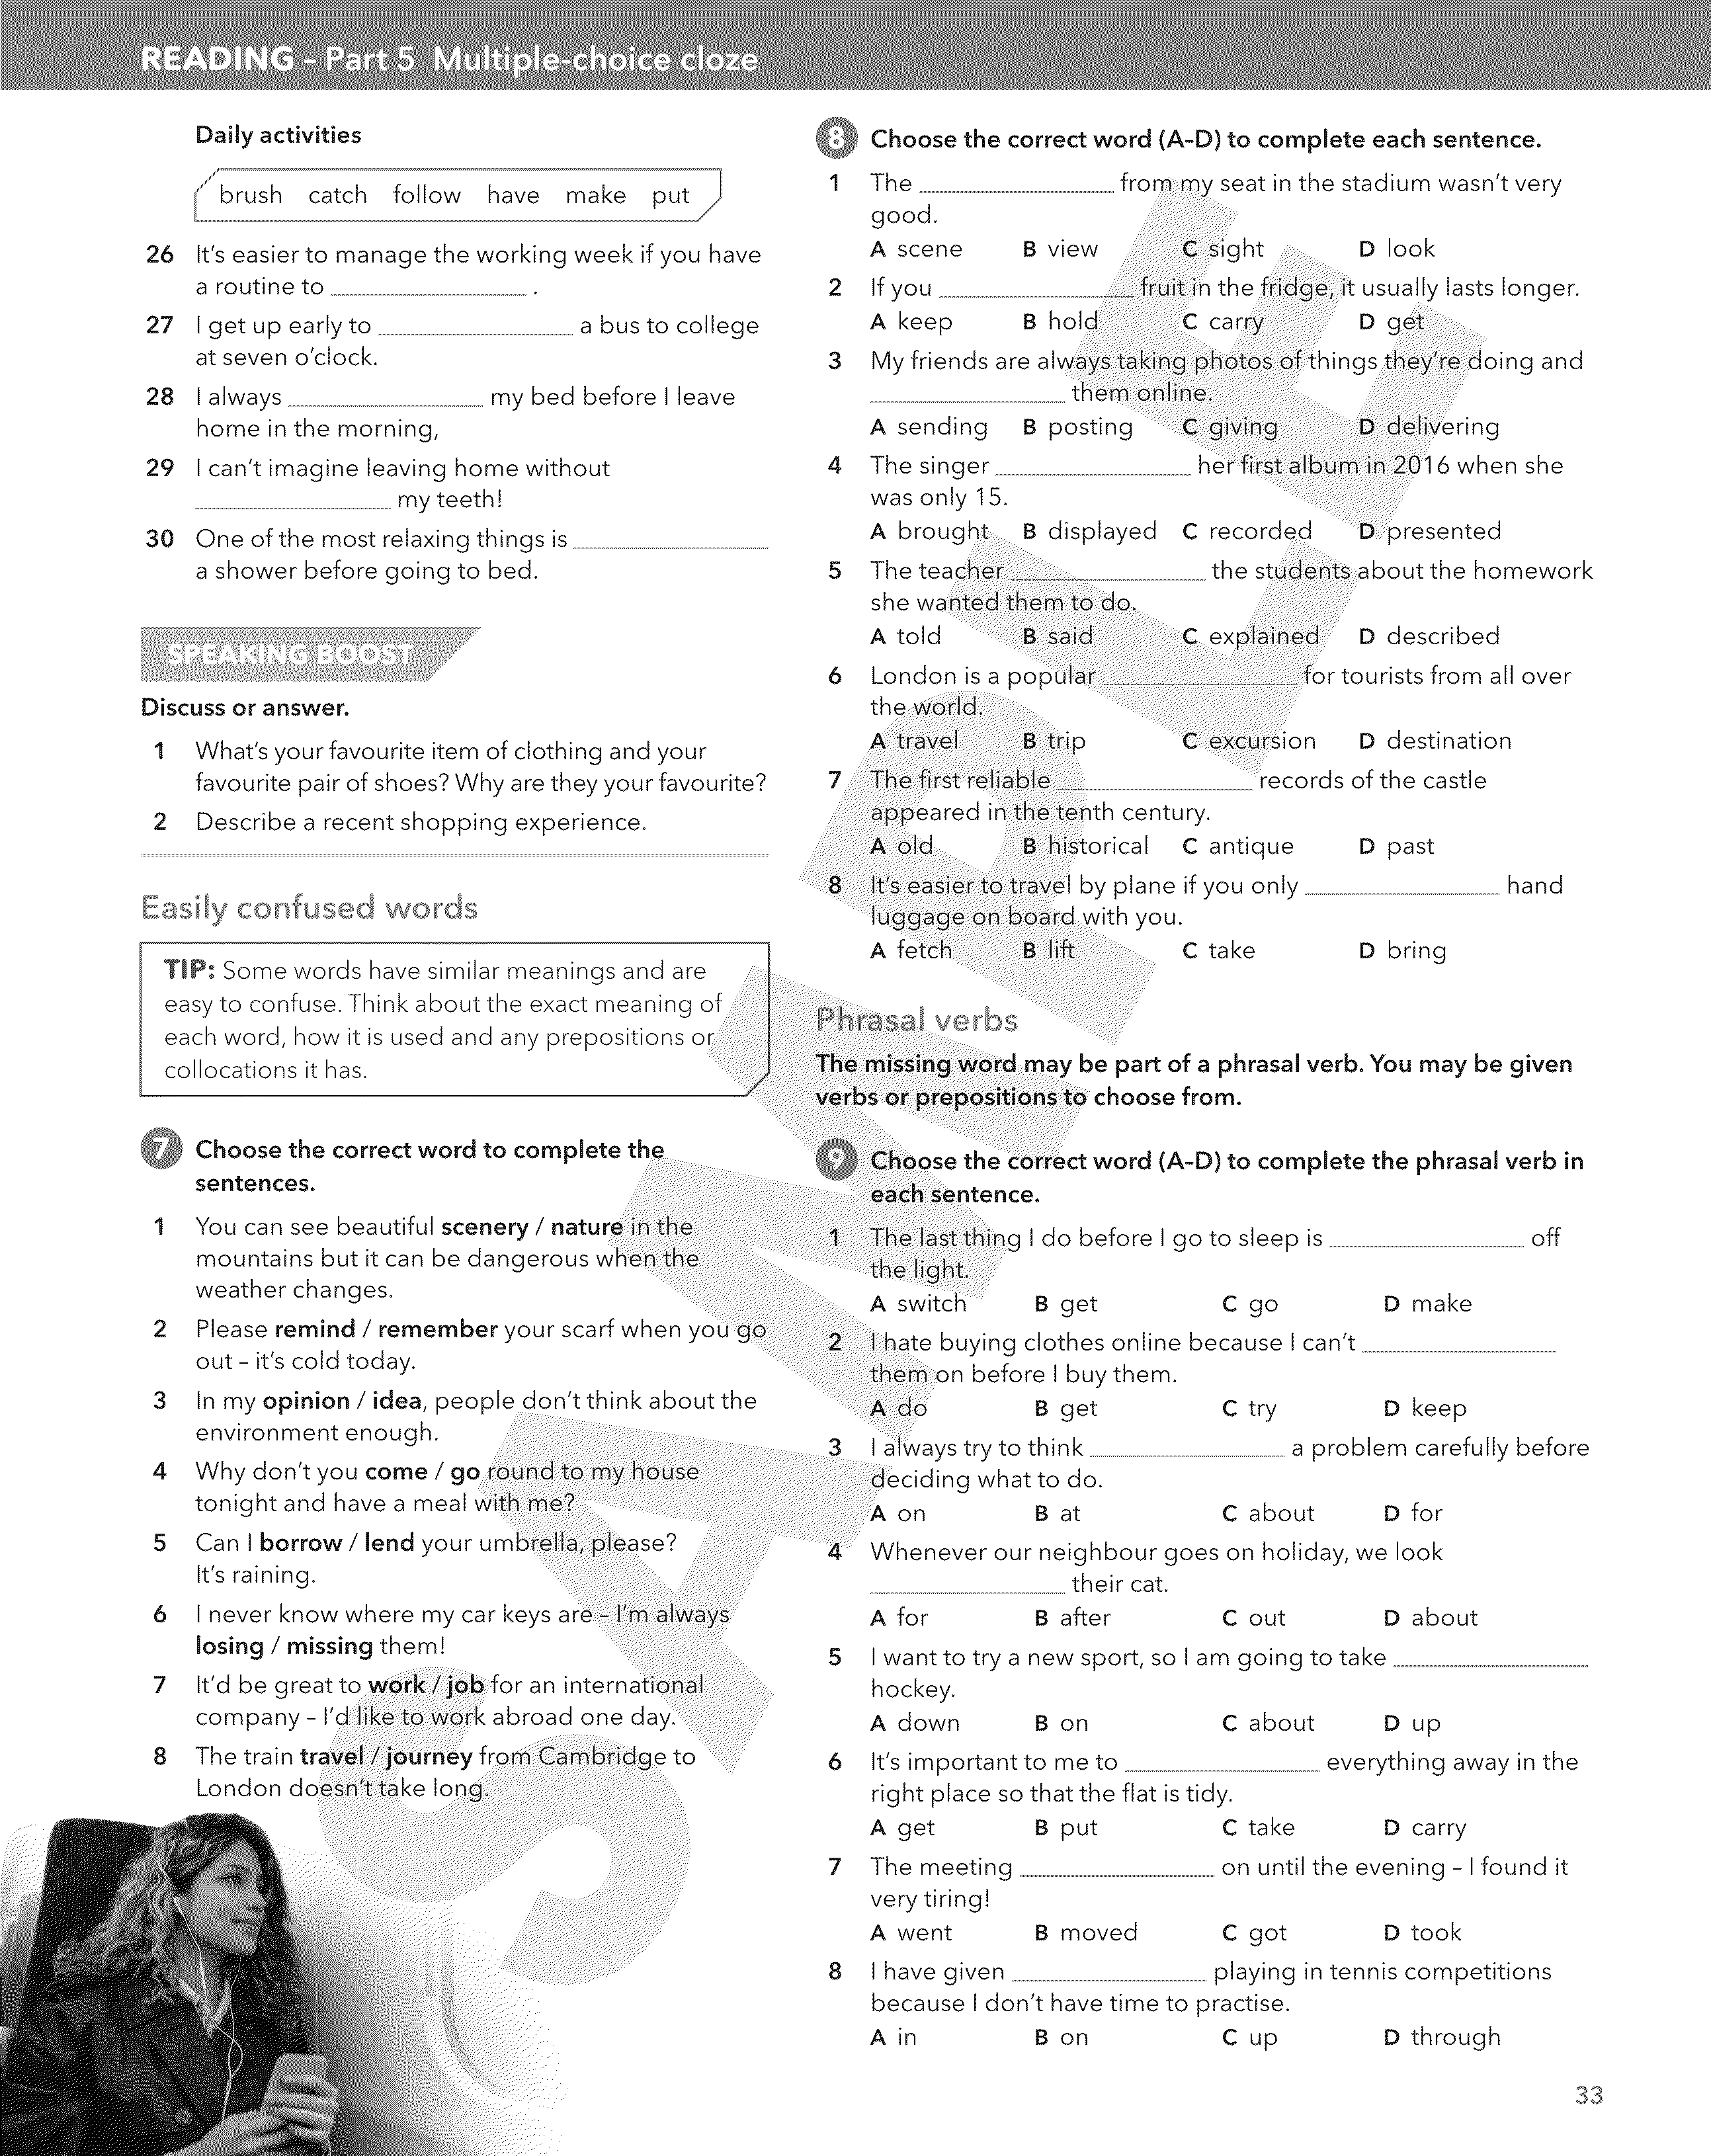 READING – Part 5 Multiple-choice cloze
Daily activities
brush catch follow have make put
26 It's easier to manage the working week if you have
a routine to ______ .
27 I get up early to ______ a bus to college
at seven o'clock.
28 I always ______ my bed before I leave
home in the morning,
29 I can't imagine leaving home without
______ my teeth!
30 One of the most relaxing things is ______
a shower before going to bed.
SPEAKING BOOST
Discuss or answer.
1 What's your favourite item of clothing and your
favourite pair of shoes? Why are they your favourite?
2 Describe a recent shopping experience.
Easily confused words
TIP: Some words have similar meanings and are
easy to confuse. Think about the exact meaning of
each word, how it is used and any prepositions or
collocations it has.
7 Choose the correct word to complete the
sentences.
1 You can see beautiful scenery / nature in the
mountains but it can be dangerous when the
weather changes.
2 Please remind / remember your scarf when you go
out – it's cold today.
3 In my opinion / idea, people don't think about the
environment enough.
4 Why don't you come / go round to my house
tonight and have a meal with me?
5 Can I borrow / lend your umbrella, please?
It's raining.
6 I never know where my car keys are – I'm always
losing / missing them!
7 It'd be great to work / job for an international
company – I'd like to work abroad one day.
8 The train travel / journey from Cambridge to
London doesn't take long.
8 Choose the correct word (A–D) to complete each sentence.
1 The ______ from my seat in the stadium wasn't very
good.
A scene B view C sight D look
2 If you ______ fruit in the fridge, it usually lasts longer.
A keep B hold C carry D get
3 My friends are always taking photos of things they're doing and
______ them online.
A sending B posting C giving D delivering
4 The singer ______ her first album in 2016 when she
was only 15.
A brought B displayed C recorded D presented
5 The teacher ______ the students about the homework
she wanted them to do.
A told B said C explained D described
6 London is a popular ______ for tourists from all over
the world.
A travel B trip C excursion D destination
7 The first reliable ______ records of the castle
appeared in the tenth century.
A old B historical C antique D past
8 It's easier to travel by plane if you only ______ hand
luggage on board with you.
A fetch B lift C take D bring
Phrasal verbs
The missing word may be part of a phrasal verb. You may be given
verbs or prepositions to choose from.
9 Choose the correct word (A–D) to complete the phrasal verb in
each sentence.
1 The last thing I do before I go to sleep is ______ off
the light.
A switch B get C go D make
2 I hate buying clothes online because I can't ______
them on before I buy them.
A do B get C try D keep
3 I always try to think ______ a problem carefully before
deciding what to do.
A on B at C about D for
4 Whenever our neighbour goes on holiday, we look
______ their cat.
A for B after C out D about
5 I want to try a new sport, so I am going to take ______
hockey.
A down B on C about D up
6 It's important to me to ______ everything away in the
right place so that the flat is tidy.
A get B put C take D carry
7 The meeting ______ on until the evening – I found it
very tiring!
A went B moved C got D took
8 I have given ______ playing in tennis competitions
because I don't have time to practise.
A in B on C up D through
33
SAMPLE